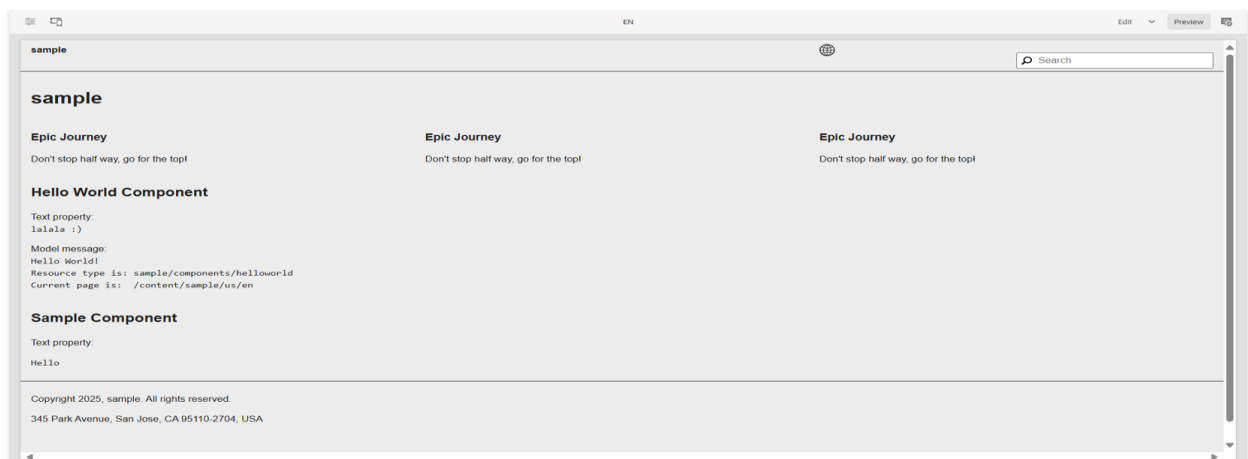 EN
Edit Preview
sample
Search
sample
Epic Journey Epic Journey Epic Journey
Don't stop half way, go for the top! Don't stop half way, go for the top! Don't stop half way, go for the top!
Hello World Component
Text property:
lalala :)
Model message:
Hello World!
Resource type is: sample/components/helloworld
Current page is:  /content/sample/us/en
Sample Component
Text property:
Hello
Copyright 2025, sample. All rights reserved.
345 Park Avenue, San Jose, CA 95110-2704, USA